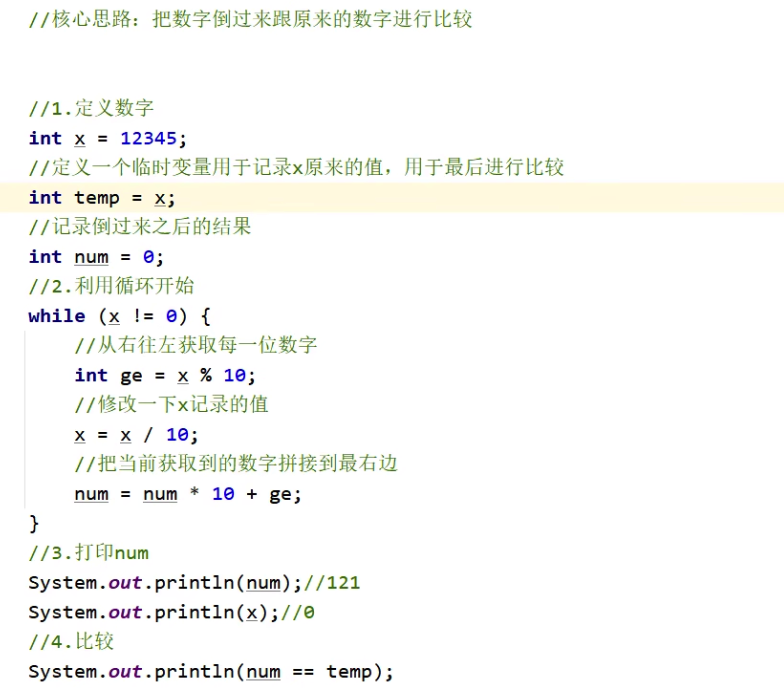 //核心思路：把数字倒过来跟原来的数字进行比较
//1.定义数字
int x = 12345;
//定义一个临时变量用于记录x原来的值，用于最后进行比较
int temp = x;
//记录倒过来之后的结果
int num = 0;
//2.利用循环开始
while (x != 0) {
    //从右往左获取每一位数字
    int ge = x % 10;
    //修改一下x记录的值
    x = x / 10;
    //把当前获取到的数字拼接到最右边
    num = num * 10 + ge;
}
//3.打印num
System.out.println(num);//121
System.out.println(x);//0
//4.比较
System.out.println(num == temp);